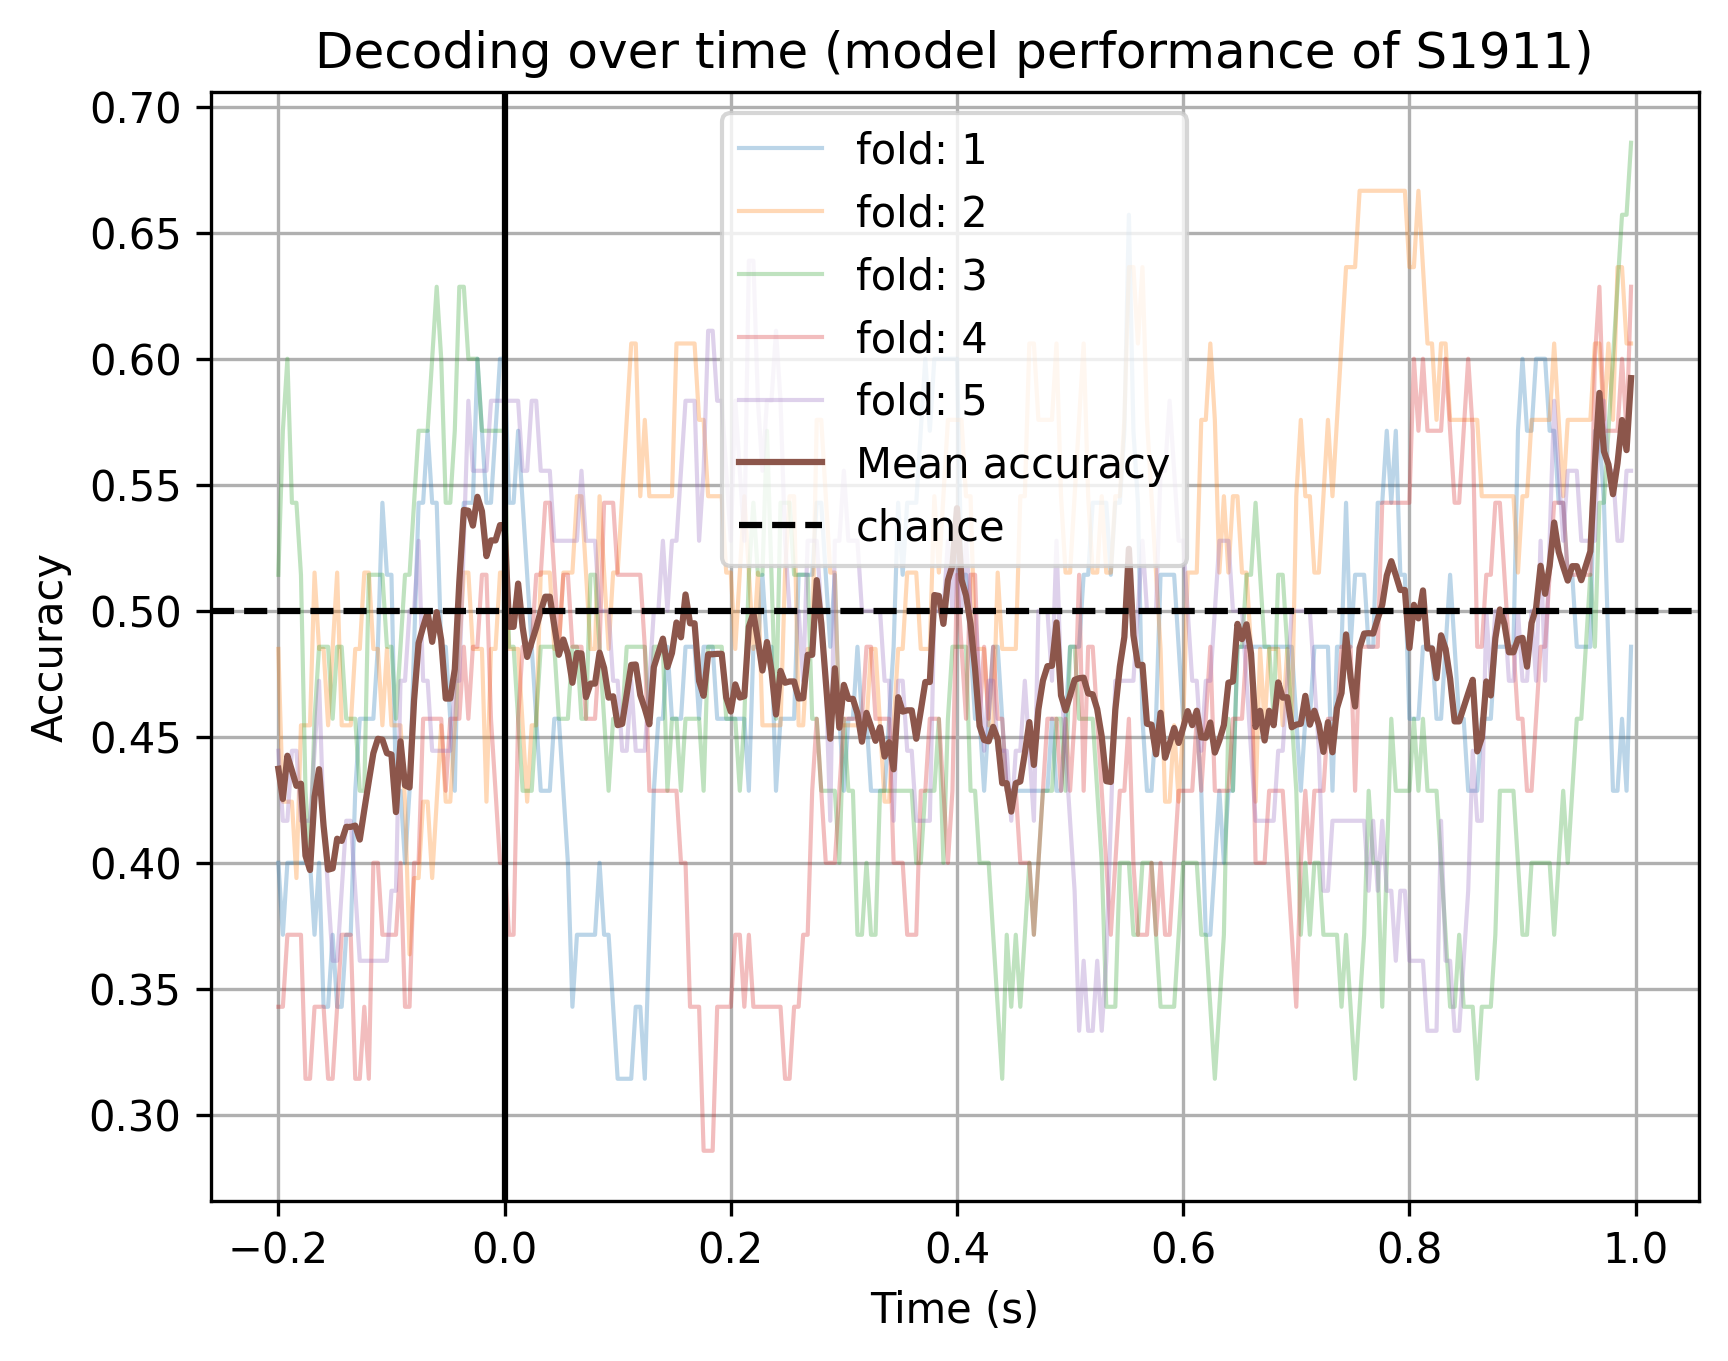 Decoding over time (model performance of S1911)
0.70
0.65
0.60
0.55
0.50
0.45
0.40
0.35
0.30
Accuracy
fold: 1
fold: 2
fold: 3
fold: 4
fold: 5
Mean accuracy
chance
−0.2 0.0 0.2 0.4 0.6 0.8 1.0
Time (s)